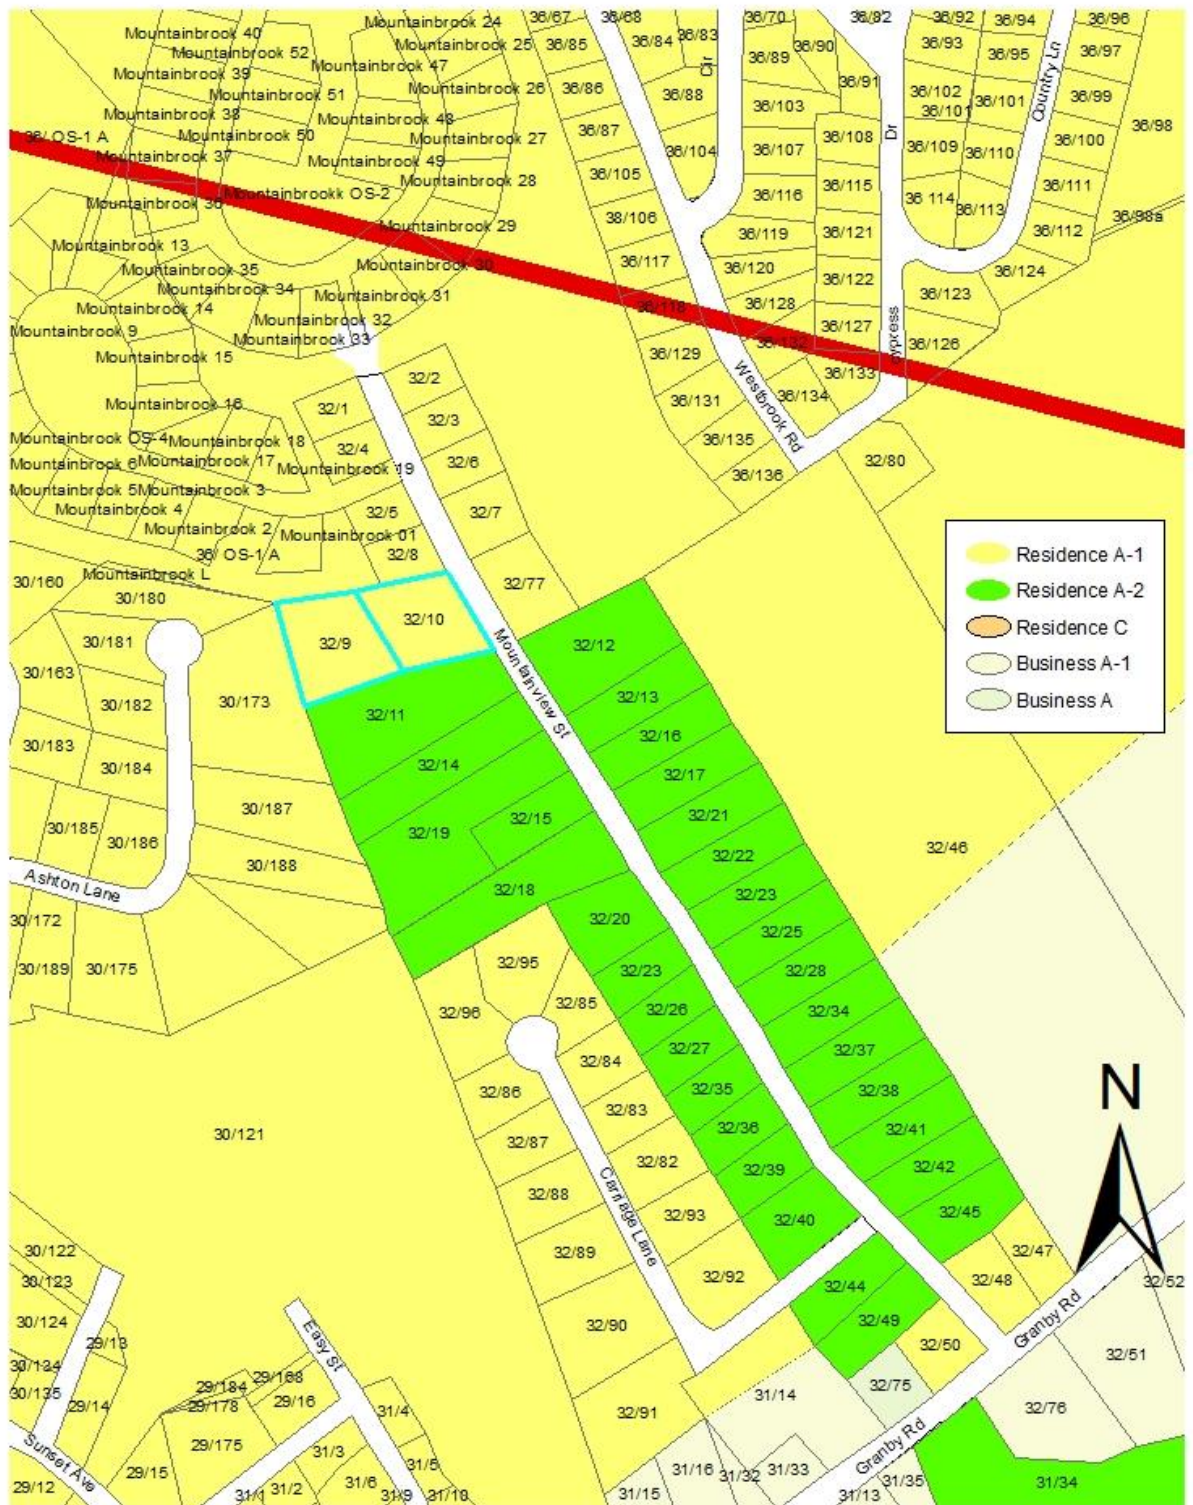 Mountainbrook 40
Mountainbrook 52
Mountainbrook 39
Mountainbrook 51
Mountainbrook 38
Mountainbrook 50
36/ OS-1 A
Mountainbrook 37
Mountainbrook 36
Mountainbrook 24
Mountainbrook 25
Mountainbrook 47
Mountainbrook 26
Mountainbrook 48
Mountainbrook 27
Mountainbrook 49
Mountainbrook 28
Mountainbrookk OS-2
Mountainbrook 29
Mountainbrook 30
Mountainbrook 13
Mountainbrook 35
Mountainbrook 34
Mountainbrook 31
Mountainbrook 14
Mountainbrook 32
Mountainbrook 9
Mountainbrook 33
Mountainbrook 15
Mountainbrook 16
Mountainbrook OS-4
Mountainbrook 18
Mountainbrook 6
Mountainbrook 17
Mountainbrook 19
Mountainbrook 5
Mountainbrook 3
Mountainbrook 4
Mountainbrook 2
Mountainbrook 01
36/ OS-1 A
Mountainbrook L
36/67
36/68
36/85
36/84
36/83
36/86
36/88
36/87
36/104
36/105
38/106
36/117
36/118
36/129
36/131
36/135
36/136
Cir
36/70
36/89
36/90
36/82
36/91
36/103
36/107
36/108
36/116
36/115
36/119
36/121
36/120
36/122
36/128
36/127
36/132
36/133
36/134
Westbrook Rd
Dr
cypress
36/92
36/94
36/96
36/93
36/95
36/97
36/102
36/101
36/101
36/99
36/98
36/109
36/110
36/100
36 114
36/113
36/111
36/112
36/98a
36/124
36/123
36/126
Country Ln
32/80
32/1
32/2
32/3
32/4
32/6
32/5
32/7
32/8
32/77
32/9
32/10
Mountainview St
Residence A-1
Residence A-2
Residence C
Business A-1
Business A
30/160
30/180
30/181
30/163
30/182
30/173
30/183
30/184
30/187
30/185
30/186
30/188
Ashton Lane
30/172
30/189
30/175
32/11
32/12
32/13
32/14
32/16
32/17
32/15
32/19
32/21
32/22
32/18
32/23
32/20
32/25
32/23
32/28
32/26
32/34
32/27
32/37
32/35
32/38
32/36
32/41
32/39
32/42
32/40
32/45
32/44
32/49
32/46
32/95
32/96
32/85
32/84
32/86
32/83
32/87
32/82
32/88
32/93
32/89
32/92
32/90
32/91
Carriage Lane
30/121
N
32/47
32/48
32/52
32/50
32/51
32/75
32/76
Granby Rd
Granby Rd
31/14
31/16
31/32
31/33
31/15
31/13
31/35
31/34
30/122
30/123
30/124
29/13
30/134
30/135
29/14
Sunset Ave
29/12
29/15
Easy St
29/184
29/168
29/178
29/16
29/175
31/4
31/3
31/5
31/6
31/1
31/2
31/9
31/10